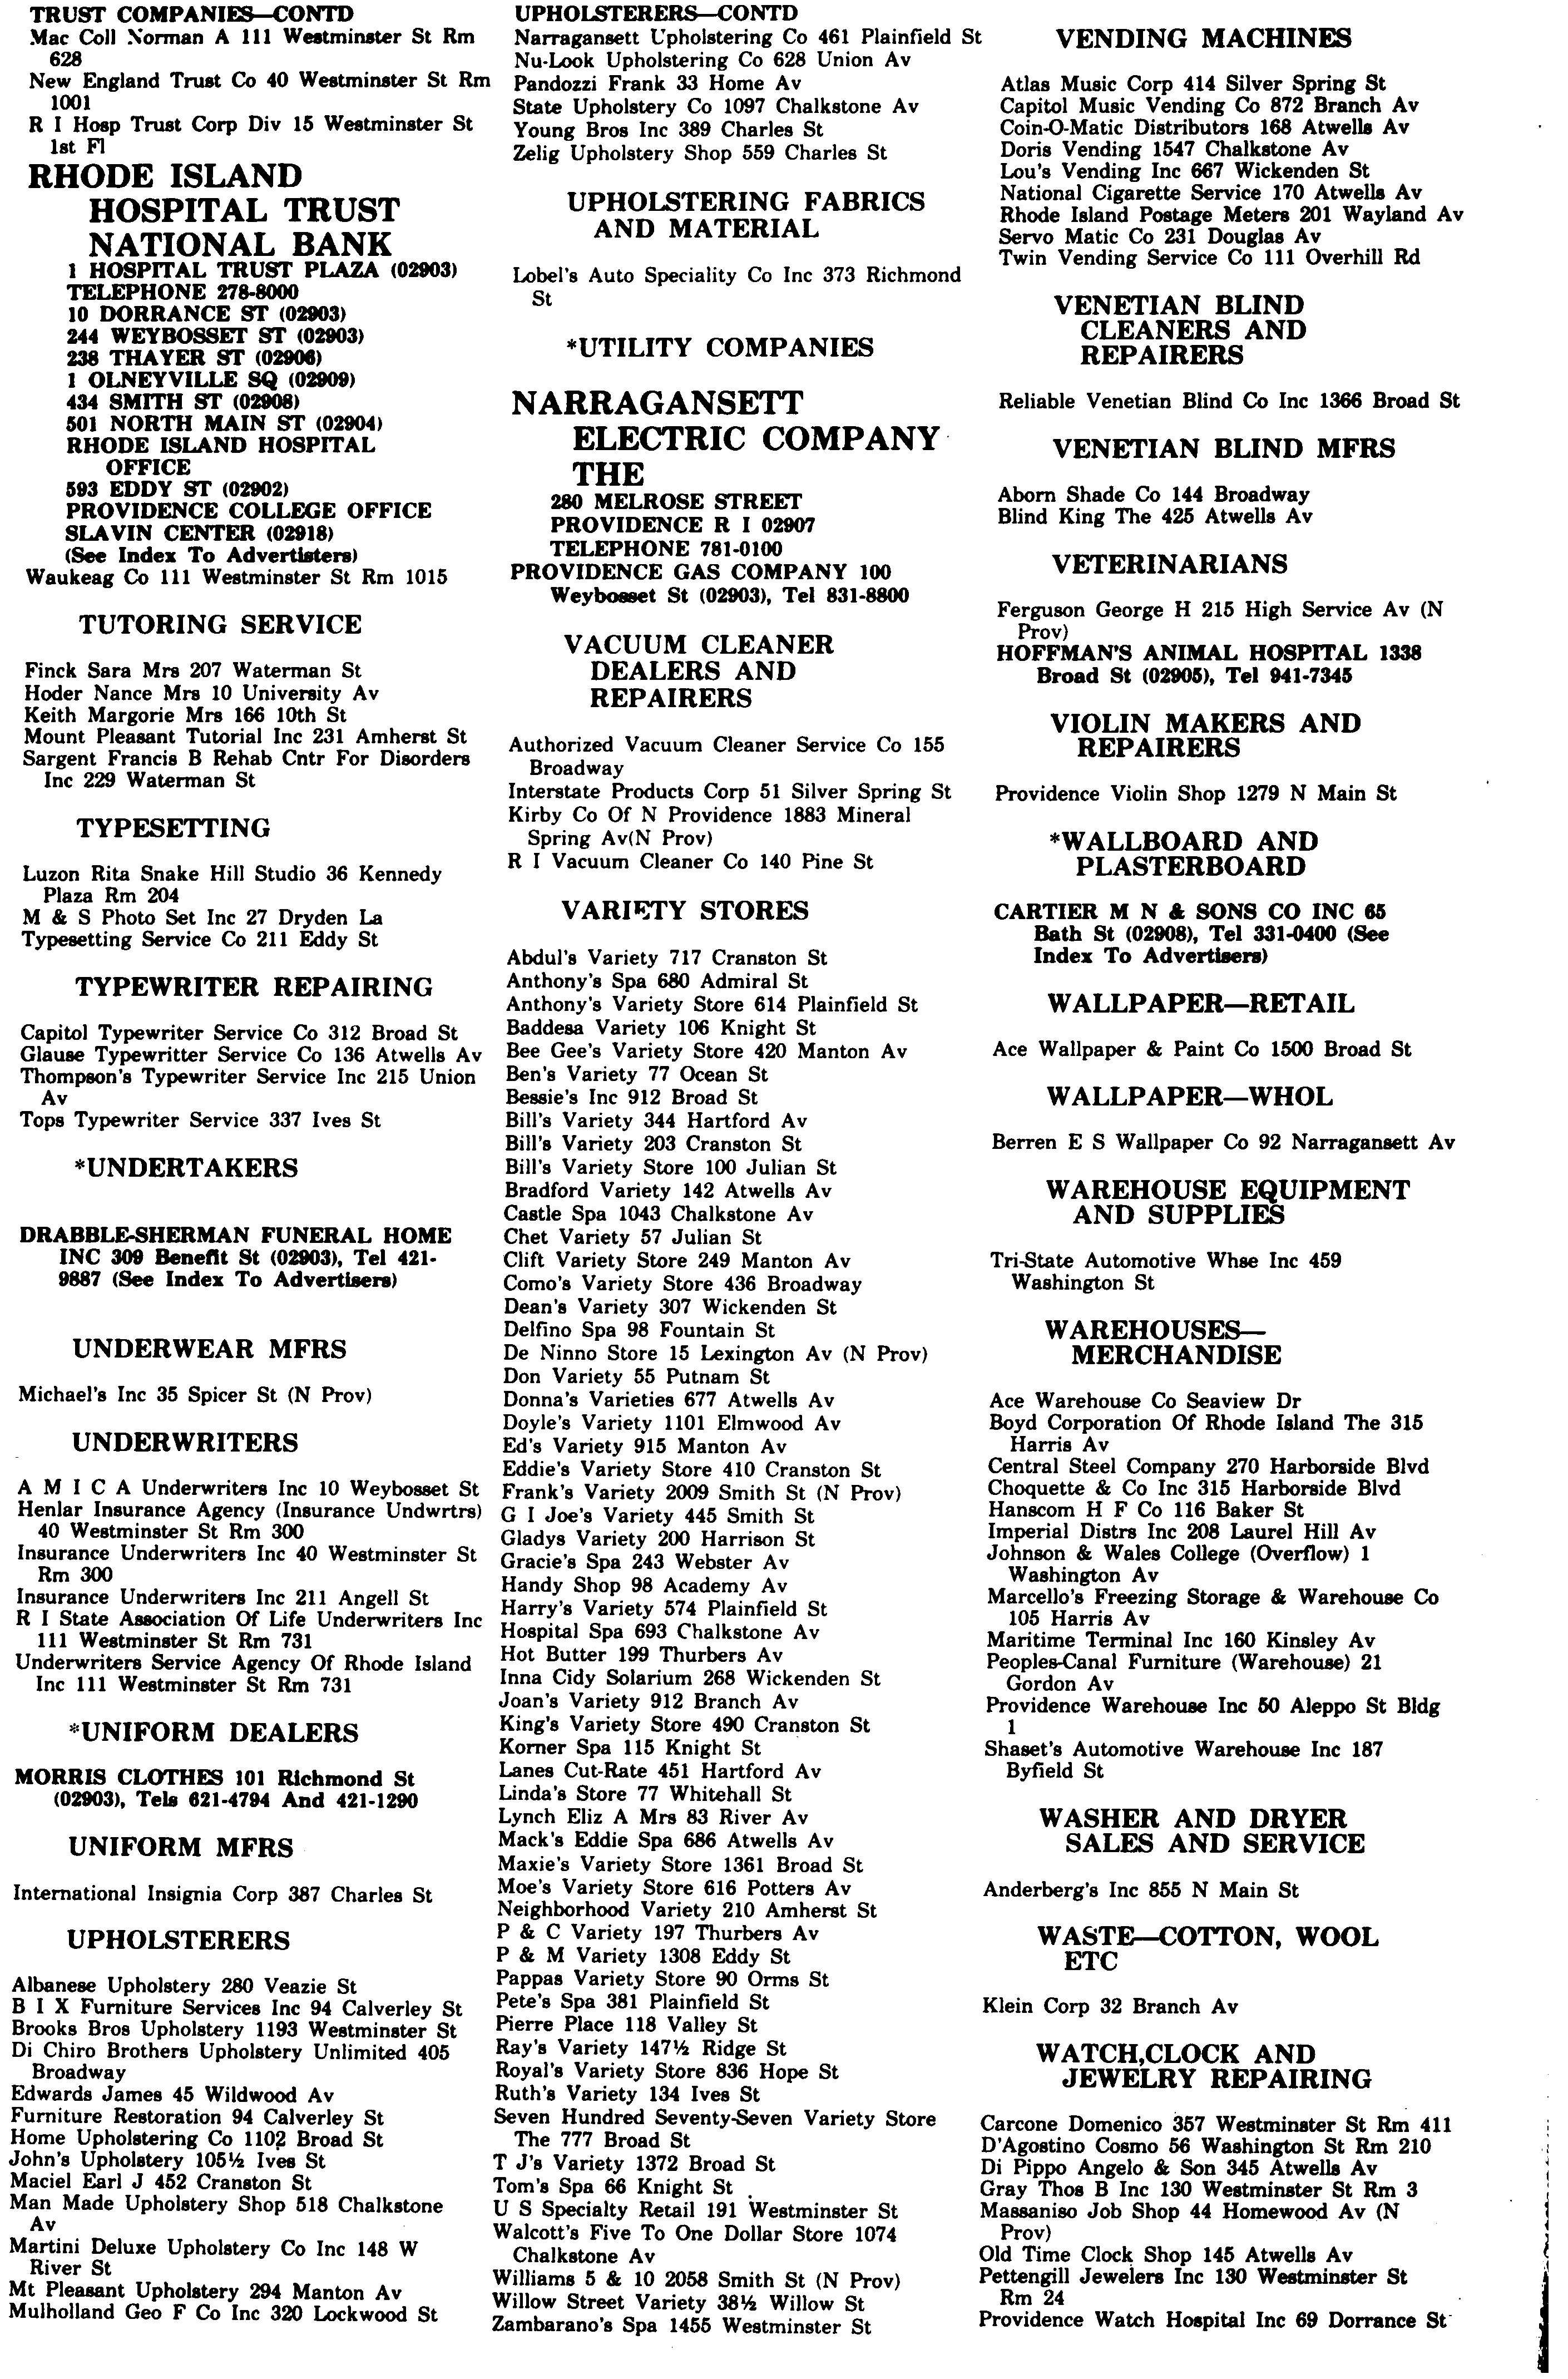 TRUST COMPANIES—CONTD
Mac Coll Norman A 111 Westminster St Rm
628
New England Trust Co 40 Westminster St Rm
1001
R I Hosp Trust Corp Div 15 Westminster St
1st Fl
RHODE ISLAND
HOSPITAL TRUST
NATIONAL BANK
1 HOSPITAL TRUST PLAZA (02903)
TELEPHONE 278-8000
10 DORRANCE ST (02903)
244 WEYBOSSET ST (02903)
238 THAYER ST (02906)
1 OLNEYVILLE SQ (02909)
434 SMITH ST (02908)
501 NORTH MAIN ST (02904)
RHODE ISLAND HOSPITAL
OFFICE
593 EDDY ST (02902)
PROVIDENCE COLLEGE OFFICE
SLAVIN CENTER (02918)
(See Index To Advertisters)
Waukeag Co 111 Westminster St Rm 1015
TUTORING SERVICE
Finck Sara Mrs 207 Waterman St
Hoder Nance Mrs 10 University Av
Keith Margorie Mrs 166 10th St
Mount Pleasant Tutorial Inc 231 Amherst St
Sargent Francis B Rehab Cntr For Disorders
Inc 229 Waterman St
TYPESETTING
Luzon Rita Snake Hill Studio 36 Kennedy
Plaza Rm 204
M & S Photo Set Inc 27 Dryden La
Typesetting Service Co 211 Eddy St
TYPEWRITER REPAIRING
Capitol Typewriter Service Co 312 Broad St
Glause Typewritter Service Co 136 Atwells Av
Thompson's Typewriter Service Inc 215 Union
Av
Tops Typewriter Service 337 Ives St
*UNDERTAKERS
DRABBLE-SHERMAN FUNERAL HOME
INC 309 Benefit St (02903), Tel 421-
9887 (See Index To Advertisers)
UNDERWEAR MFRS
Michael's Inc 35 Spicer St (N Prov)
UNDERWRITERS
A M I C A Underwriters Inc 10 Weybosset St
Henlar Insurance Agency (Insurance Undwrtrs)
40 Westminster St Rm 300
Insurance Underwriters Inc 40 Westminster St
Rm 300
Insurance Underwriters Inc 211 Angell St
R I State Association Of Life Underwriters Inc
111 Westminster St Rm 731
Underwriters Service Agency Of Rhode Island
Inc 111 Westminster St Rm 731
*UNIFORM DEALERS
MORRIS CLOTHES 101 Richmond St
(02903), Tels 621-4794 And 421-1290
UNIFORM MFRS
International Insignia Corp 387 Charles St
UPHOLSTERERS
Albanese Upholstery 280 Veazie St
B I X Furniture Services Inc 94 Calverley St
Brooks Bros Upholstery 1193 Westminster St
Di Chiro Brothers Upholstery Unlimited 405
Broadway
Edwards James 45 Wildwood Av
Furniture Restoration 94 Calverley St
Home Upholstering Co 1102 Broad St
John's Upholstery 105½ Ives St
Maciel Earl J 452 Cranston St
Man Made Upholstery Shop 518 Chalkstone
Av
Martini Deluxe Upholstery Co Inc 148 W
River St
Mt Pleasant Upholstery 294 Manton Av
Mulholland Geo F Co Inc 320 Lockwood St
UPHOLSTERERS—CONTD
Narragansett Upholstering Co 461 Plainfield St
Nu-Look Upholstering Co 628 Union Av
Pandozzi Frank 33 Home Av
State Upholstery Co 1097 Chalkstone Av
Young Bros Inc 389 Charles St
Zelig Upholstery Shop 559 Charles St
UPHOLSTERING FABRICS
AND MATERIAL
Lobel's Auto Speciality Co Inc 373 Richmond
St
*UTILITY COMPANIES
NARRAGANSETT
ELECTRIC COMPANY
THE
280 MELROSE STREET
PROVIDENCE R I 02907
TELEPHONE 781-0100
PROVIDENCE GAS COMPANY 100
Weybosset St (02903), Tel 831-8800
VACUUM CLEANER
DEALERS AND
REPAIRERS
Authorized Vacuum Cleaner Service Co 155
Broadway
Interstate Products Corp 51 Silver Spring St
Kirby Co Of N Providence 1883 Mineral
Spring Av(N Prov)
R I Vacuum Cleaner Co 140 Pine St
VARIETY STORES
Abdul's Variety 717 Cranston St
Anthony's Spa 680 Admiral St
Anthony's Variety Store 614 Plainfield St
Baddesa Variety 106 Knight St
Bee Gee's Variety Store 420 Manton Av
Ben's Variety 77 Ocean St
Bessie's Inc 912 Broad St
Bill's Variety 344 Hartford Av
Bill's Variety 203 Cranston St
Bill's Variety Store 100 Julian St
Bradford Variety 142 Atwells Av
Castle Spa 1043 Chalkstone Av
Chet Variety 57 Julian St
Clift Variety Store 249 Manton Av
Como's Variety Store 436 Broadway
Dean's Variety 307 Wickenden St
Delfino Spa 98 Fountain St
De Ninno Store 15 Lexington Av (N Prov)
Don Variety 55 Putnam St
Donna's Varieties 677 Atwells Av
Doyle's Variety 1101 Elmwood Av
Ed's Variety 915 Manton Av
Eddie's Variety Store 410 Cranston St
Frank's Variety 2009 Smith St (N Prov)
G I Joe's Variety 445 Smith St
Gladys Variety 200 Harrison St
Gracie's Spa 243 Webster Av
Handy Shop 98 Academy Av
Harry's Variety 574 Plainfield St
Hospital Spa 693 Chalkstone Av
Hot Butter 199 Thurbers Av
Inna Cidy Solarium 268 Wickenden St
Joan's Variety 912 Branch Av
King's Variety Store 490 Cranston St
Korner Spa 115 Knight St
Lanes Cut-Rate 451 Hartford Av
Linda's Store 77 Whitehall St
Lynch Eliz A Mrs 83 River Av
Mack's Eddie Spa 686 Atwells Av
Maxie's Variety Store 1361 Broad St
Moe's Variety Store 616 Potters Av
Neighborhood Variety 210 Amherst St
P & C Variety 197 Thurbers Av
P & M Variety 1308 Eddy St
Pappas Variety Store 90 Orms St
Pete's Spa 381 Plainfield St
Pierre Place 118 Valley St
Ray's Variety 147½ Ridge St
Royal's Variety Store 836 Hope St
Ruth's Variety 134 Ives St
Seven Hundred Seventy-Seven Variety Store
The 777 Broad St
T J's Variety 1372 Broad St
Tom's Spa 66 Knight St
U S Specialty Retail 191 Westminster St
Walcott's Five To One Dollar Store 1074
Chalkstone Av
Williams 5 & 10 2058 Smith St (N Prov)
Willow Street Variety 38½ Willow St
Zambarano's Spa 1455 Westminster St
VENDING MACHINES
Atlas Music Corp 414 Silver Spring St
Capitol Music Vending Co 872 Branch Av
Coin-O-Matic Distributors 168 Atwells Av
Doris Vending 1547 Chalkstone Av
Lou's Vending Inc 667 Wickenden St
National Cigarette Service 170 Atwells Av
Rhode Island Postage Meters 201 Wayland Av
Servo Matic Co 231 Douglas Av
Twin Vending Service Co 111 Overhill Rd
VENETIAN BLIND
CLEANERS AND
REPAIRERS
Reliable Venetian Blind Co Inc 1366 Broad St
VENETIAN BLIND MFRS
Aborn Shade Co 144 Broadway
Blind King The 425 Atwells Av
VETERINARIANS
Ferguson George H 215 High Service Av (N
Prov)
HOFFMAN'S ANIMAL HOSPITAL 1338
Broad St (02905), Tel 941-7345
VIOLIN MAKERS AND
REPAIRERS
Providence Violin Shop 1279 N Main St
*WALLBOARD AND
PLASTERBOARD
CARTIER M N & SONS CO INC 65
Bath St (02908), Tel 331-0400 (See
Index To Advertisers)
WALLPAPER—RETAIL
Ace Wallpaper & Paint Co 1500 Broad St
WALLPAPER—WHOL
Berren E S Wallpaper Co 92 Narragansett Av
WAREHOUSE EQUIPMENT
AND SUPPLIES
Tri-State Automotive Whse Inc 459
Washington St
WAREHOUSES—
MERCHANDISE
Ace Warehouse Co Seaview Dr
Boyd Corporation Of Rhode Island The 315
Harris Av
Central Steel Company 270 Harborside Blvd
Choquette & Co Inc 315 Harborside Blvd
Hanscom H F Co 116 Baker St
Imperial Distrs Inc 208 Laurel Hill Av
Johnson & Wales College (Overflow) 1
Washington Av
Marcello's Freezing Storage & Warehouse Co
105 Harris Av
Maritime Terminal Inc 160 Kinsley Av
Peoples-Canal Furniture (Warehouse) 21
Gordon Av
Providence Warehouse Inc 50 Aleppo St Bldg
1
Shaset's Automotive Warehouse Inc 187
Byfield St
WASHER AND DRYER
SALES AND SERVICE
Anderberg's Inc 855 N Main St
WASTE—COTTON, WOOL
ETC
Klein Corp 32 Branch Av
WATCH,CLOCK AND
JEWELRY REPAIRING
Carcone Domenico 357 Westminster St Rm 411
D'Agostino Cosmo 56 Washington St Rm 210
Di Pippo Angelo & Son 345 Atwells Av
Gray Thos B Inc 130 Westminster St Rm 3
Massaniso Job Shop 44 Homewood Av (N
Prov)
Old Time Clock Shop 145 Atwells Av
Pettengill Jewelers Inc 130 Westminster St
Rm 24
Providence Watch Hospital Inc 69 Dorrance St